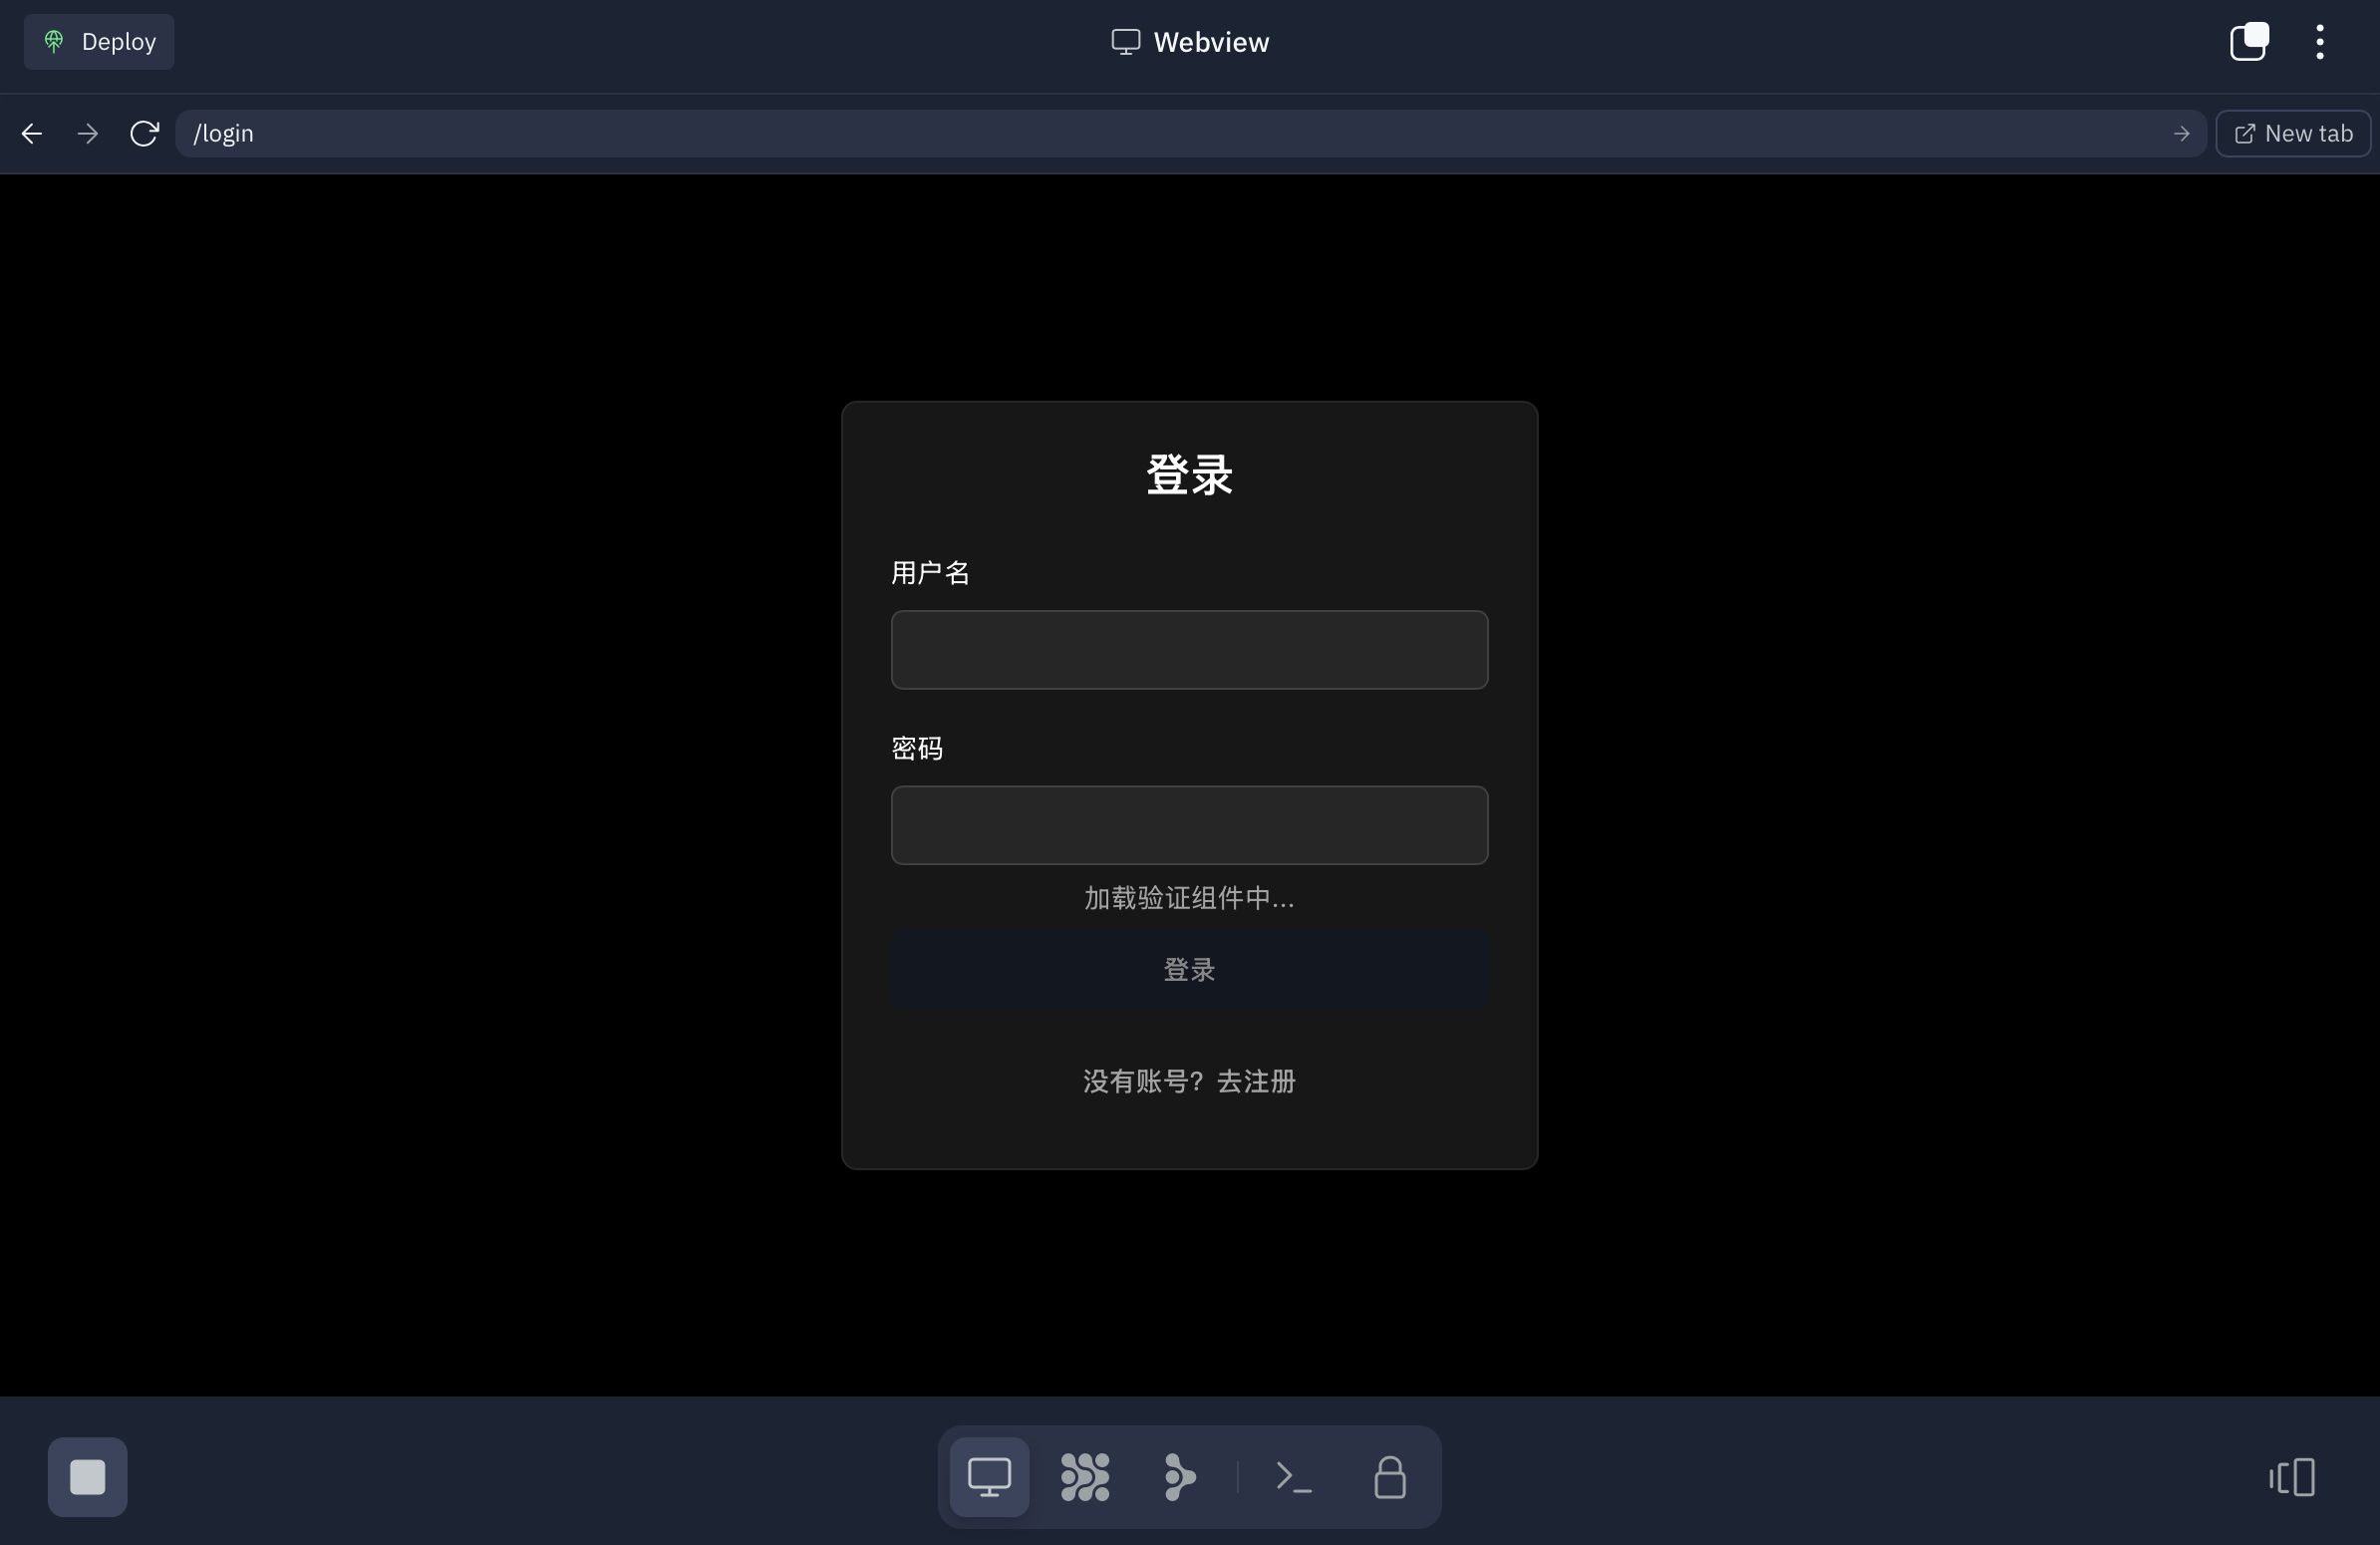 Deploy
Webview
/login
New tab
登录
用户名
密码
加载验证组件中...
登录
没有账号？去注册